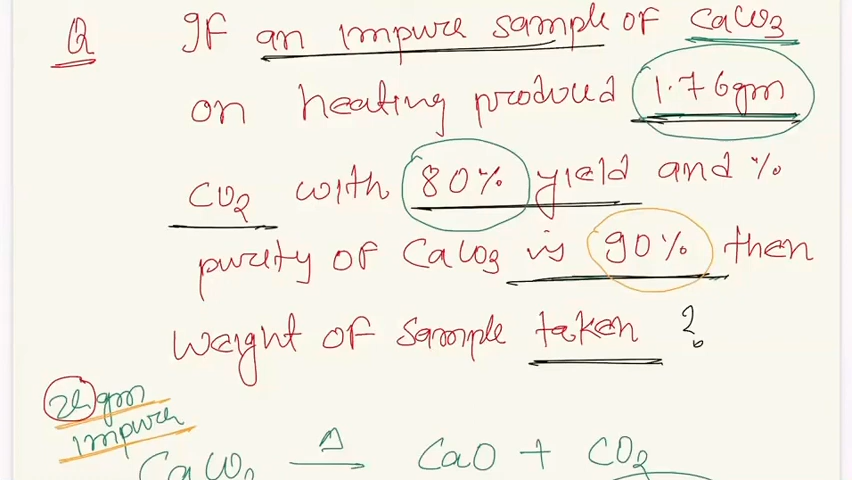 Q If an impure sample of CaCO3
on heating produced 1.76gm
CO2 with 80% yield and %
purity of CaCO3 is 90% then
weight of sample taken ?
x gm
impure
CaCO3 Δ CaO + CO2